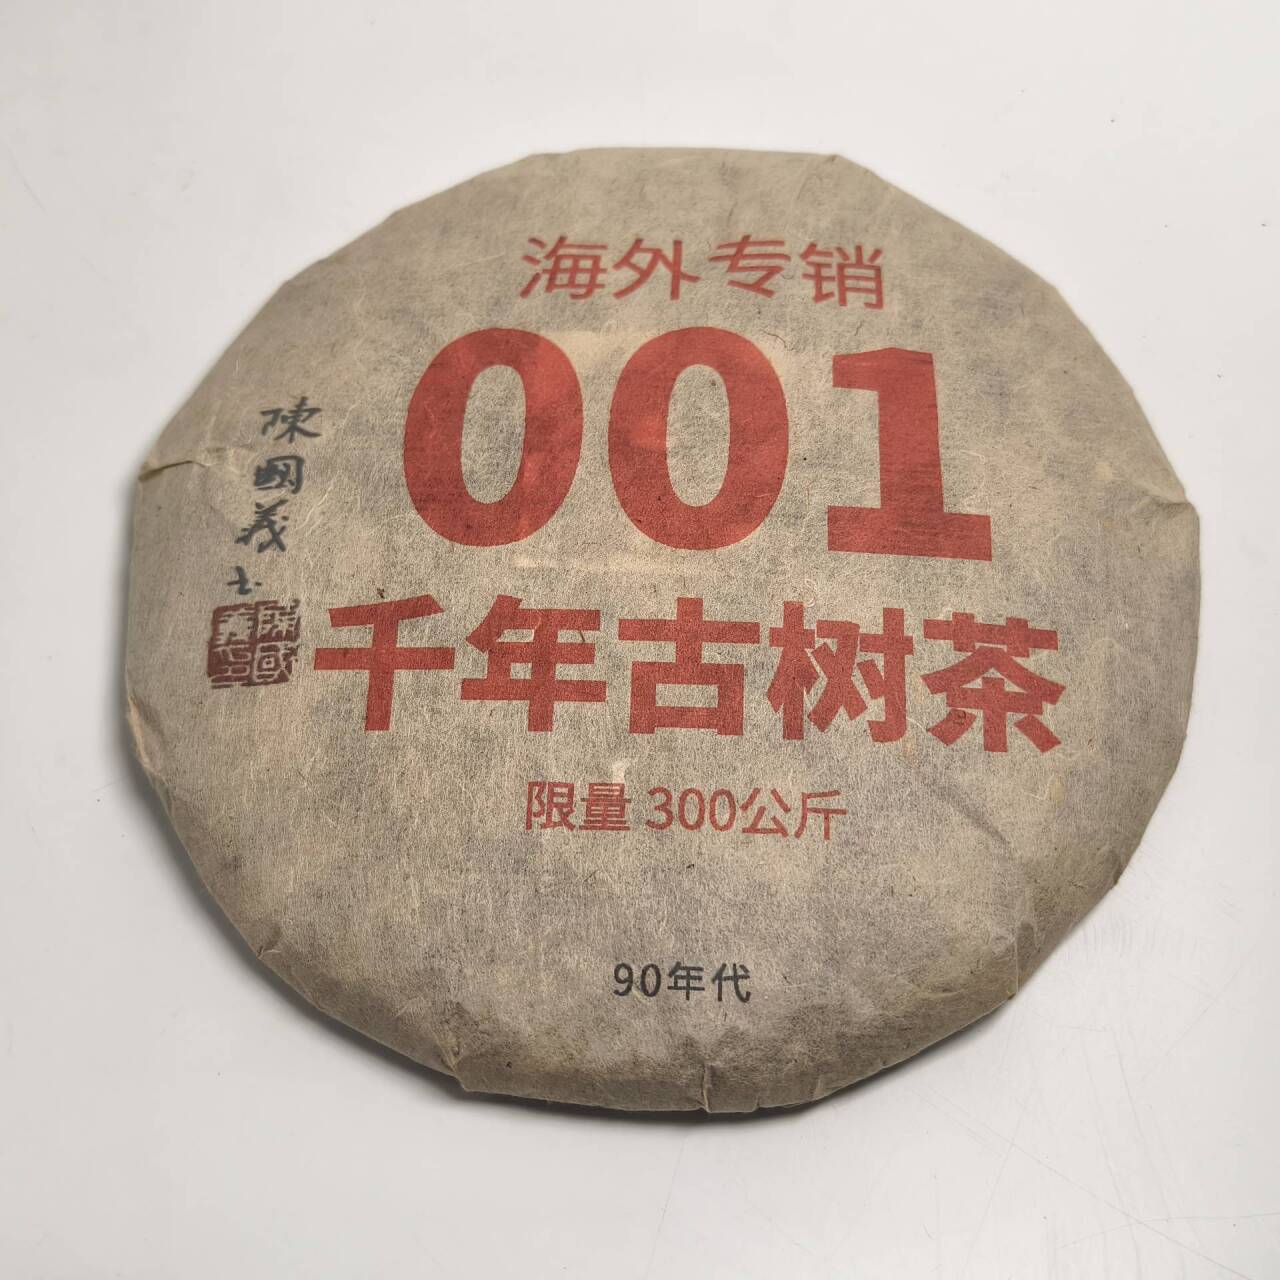 海外专销
001
千年古树茶
限量 300公斤
90年代
陳國義